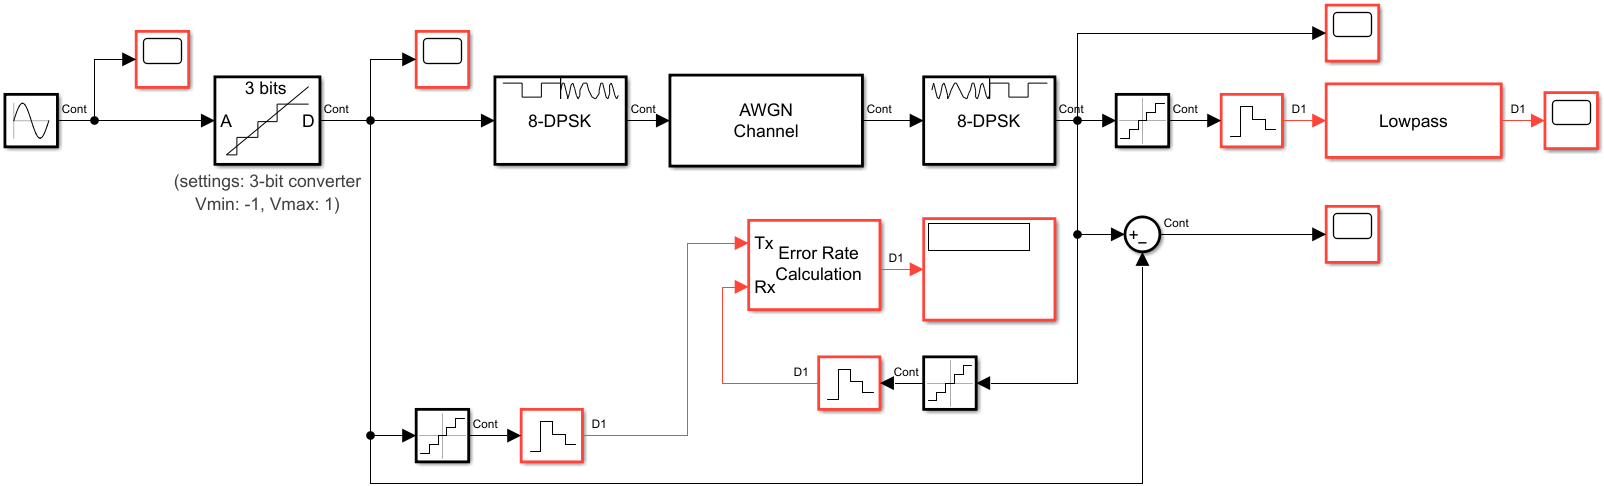 3 bits
A
D
Cont
Cont
8-DPSK
Cont
AWGN
Channel
Cont
8-DPSK
Cont
Cont
D1
Lowpass
D1
(settings: 3-bit converter
Vmin: -1, Vmax: 1)
Tx
Rx
Error Rate
Calculation
D1
+
−
Cont
D1
Cont
Cont
D1